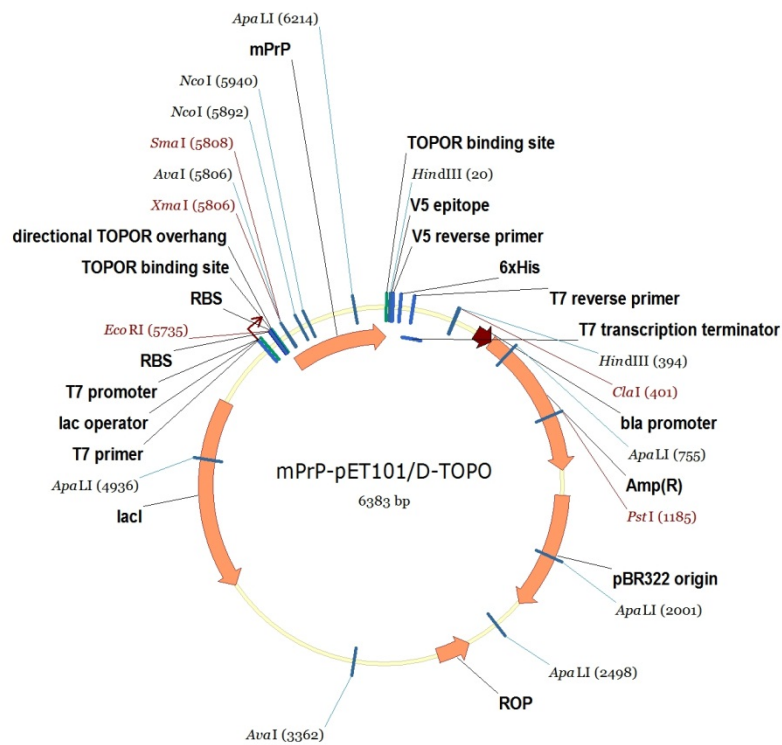 ApaLI (6214)
mPrP
NcoI (5940)
NcoI (5892)
SmaI (5808)
AvaI (5806)
XmaI (5806)
directional TOPOR overhang
TOPOR binding site
RBS
EcoRI (5735)
RBS
T7 promoter
lac operator
T7 primer
ApaLI (4936)
lacI
TOPOR binding site
HindIII (20)
V5 epitope
V5 reverse primer
6xHis
T7 reverse primer
T7 transcription terminator
HindIII (394)
ClaI (401)
bla promoter
ApaLI (755)
Amp(R)
PstI (1185)
pBR322 origin
ApaLI (2001)
ApaLI (2498)
ROP
AvaI (3362)
mPrP-pET101/D-TOPO
6383 bp